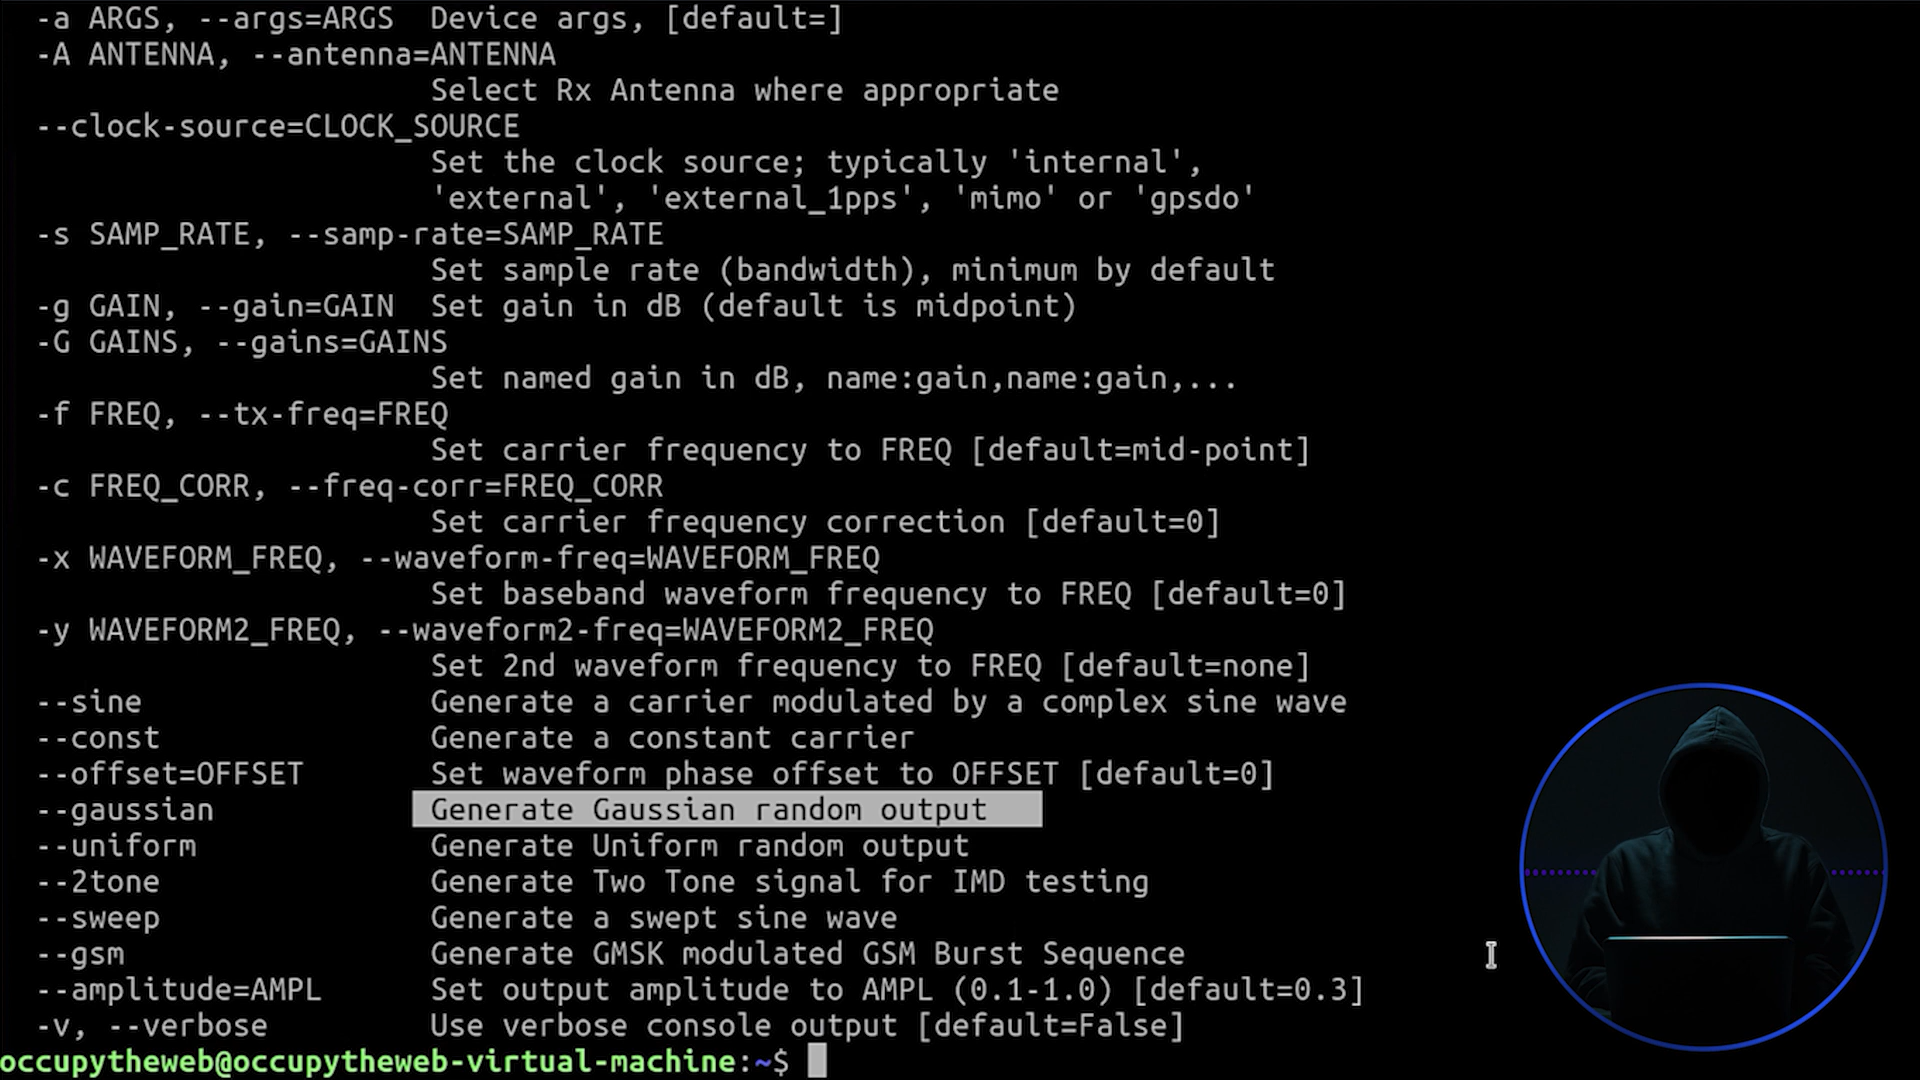 -a ARGS, --args=ARGS  Device args, [default=]
-A ANTENNA, --antenna=ANTENNA
Select Rx Antenna where appropriate
--clock-source=CLOCK_SOURCE
Set the clock source; typically 'internal',
'external', 'external_1pps', 'mimo' or 'gpsdo'
-s SAMP_RATE, --samp-rate=SAMP_RATE
Set sample rate (bandwidth), minimum by default
-g GAIN, --gain=GAIN  Set gain in dB (default is midpoint)
-G GAINS, --gains=GAINS
Set named gain in dB, name:gain,name:gain,...
-f FREQ, --tx-freq=FREQ
Set carrier frequency to FREQ [default=mid-point]
-c FREQ_CORR, --freq-corr=FREQ_CORR
Set carrier frequency correction [default=0]
-x WAVEFORM_FREQ, --waveform-freq=WAVEFORM_FREQ
Set baseband waveform frequency to FREQ [default=0]
-y WAVEFORM2_FREQ, --waveform2-freq=WAVEFORM2_FREQ
Set 2nd waveform frequency to FREQ [default=none]
--sine  Generate a carrier modulated by a complex sine wave
--const  Generate a constant carrier
--offset=OFFSET  Set waveform phase offset to OFFSET [default=0]
--gaussian  Generate Gaussian random output
--uniform  Generate Uniform random output
--2tone  Generate Two Tone signal for IMD testing
--sweep  Generate a swept sine wave
--gsm  Generate GMSK modulated GSM Burst Sequence
--amplitude=AMPL  Set output amplitude to AMPL (0.1-1.0) [default=0.3]
-v, --verbose  Use verbose console output [default=False]
occupytheweb@occupytheweb-virtual-machine:~$